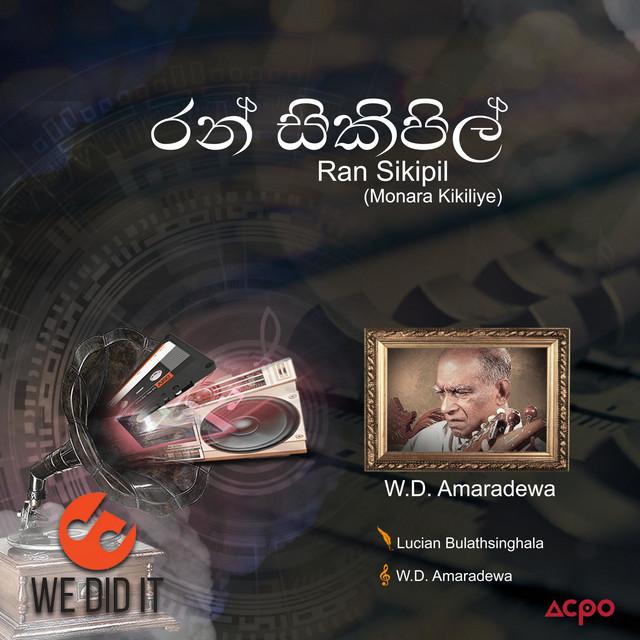 රන් සිකිපිල්
Ran Sikipil
(Monara Kikiliye)
W.D. Amaradewa
Lucian Bulathsinghala
W.D. Amaradewa
WE DID IT
ACPO